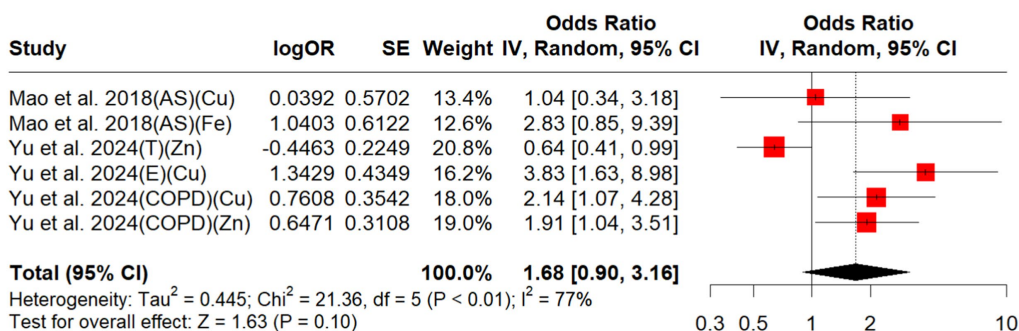 Odds Ratio Odds Ratio
Study logOR SE Weight IV, Random, 95% CI IV, Random, 95% CI
Mao et al. 2018(AS)(Cu) 0.0392 0.5702 13.4% 1.04 [0.34, 3.18]
Mao et al. 2018(AS)(Fe) 1.0403 0.6122 12.6% 2.83 [0.85, 9.39]
Yu et al. 2024(T)(Zn) -0.4463 0.2249 20.8% 0.64 [0.41, 0.99]
Yu et al. 2024(E)(Cu) 1.3429 0.4349 16.2% 3.83 [1.63, 8.98]
Yu et al. 2024(COPD)(Cu) 0.7608 0.3542 18.0% 2.14 [1.07, 4.28]
Yu et al. 2024(COPD)(Zn) 0.6471 0.3108 19.0% 1.91 [1.04, 3.51]
Total (95% CI) 100.0% 1.68 [0.90, 3.16]
Heterogeneity: Tau² = 0.445; Chi² = 21.36, df = 5 (P < 0.01); I² = 77%
Test for overall effect: Z = 1.63 (P = 0.10)
0.3 0.5 1 2 10